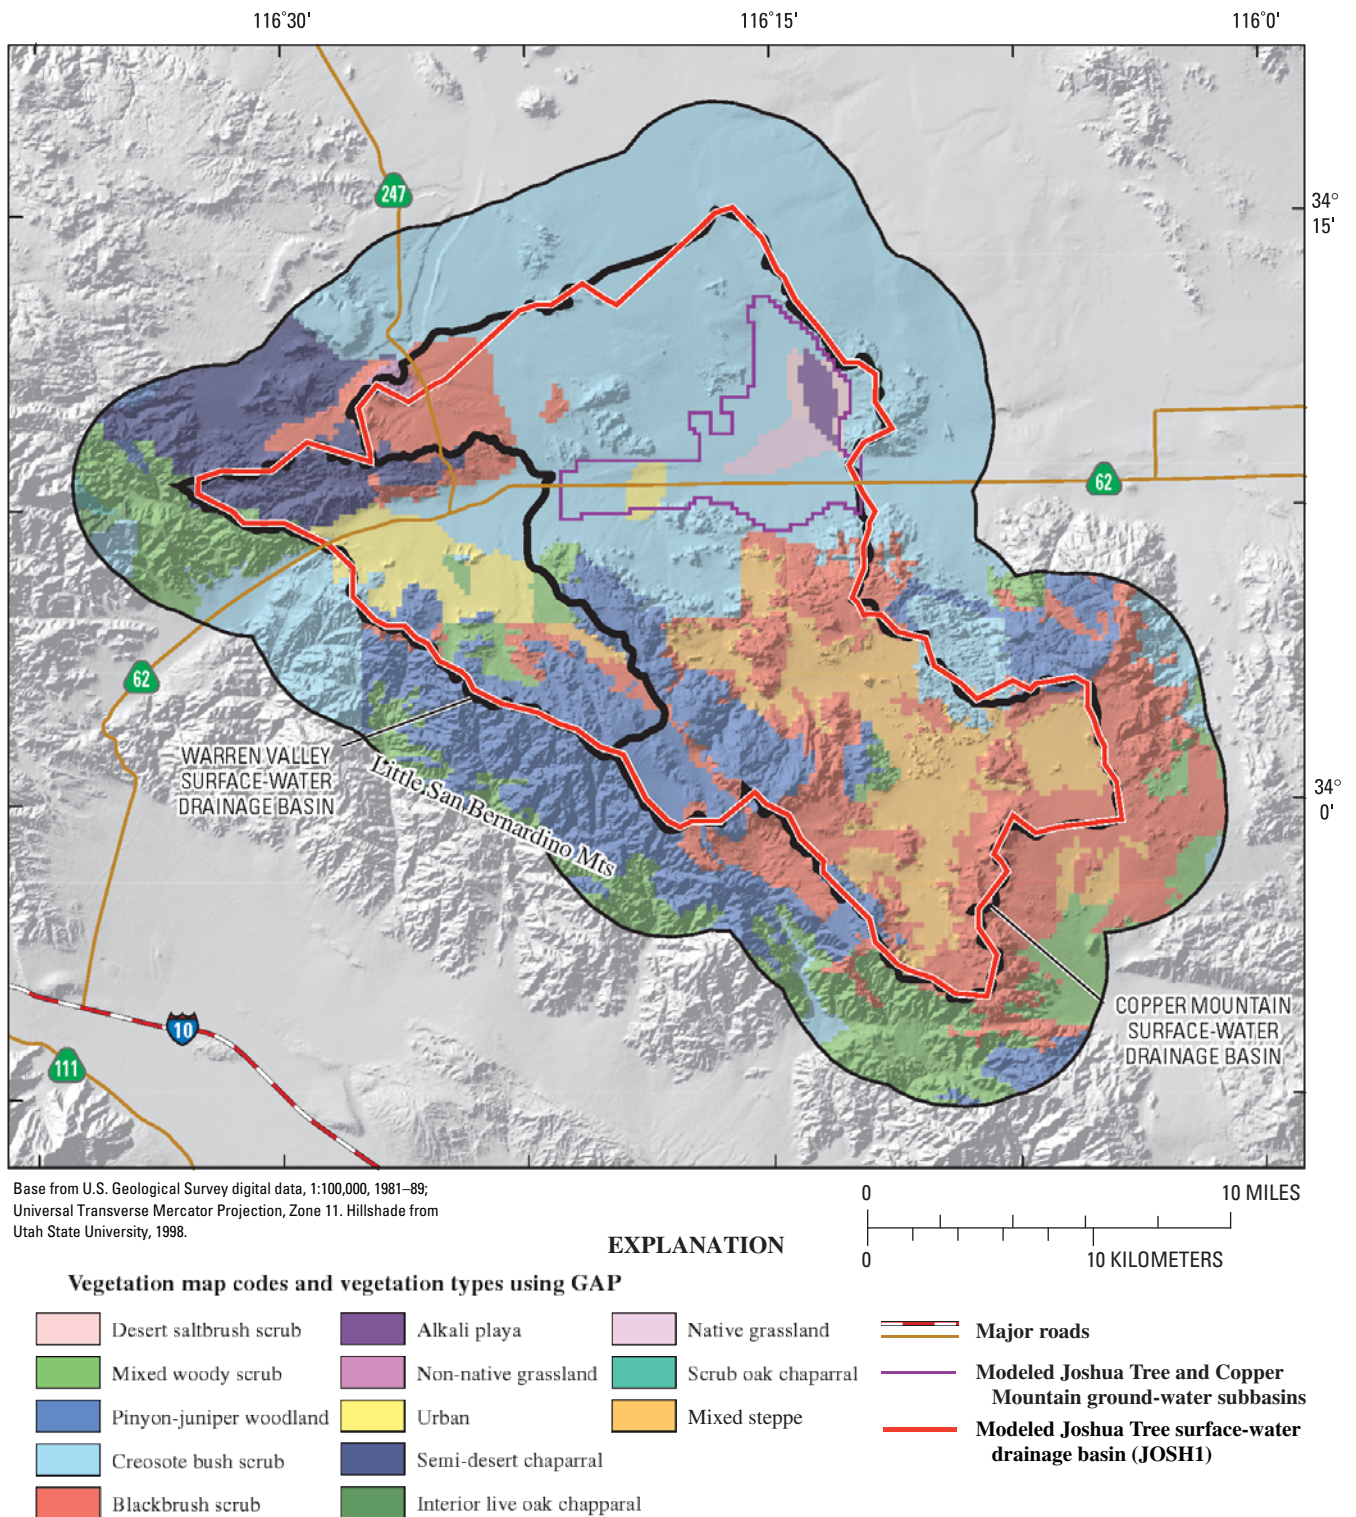 116°30'
116°15'
116°0'
247
34°
15'
62
62
WARREN VALLEY
SURFACE-WATER
DRAINAGE BASIN
Little San Bernardino Mts
34°
0'
10
111
COPPER MOUNTAIN
SURFACE-WATER
DRAINAGE BASIN
Base from U.S. Geological Survey digital data, 1:100,000, 1981–89;
Universal Transverse Mercator Projection, Zone 11. Hillshade from
Utah State University, 1998.
0 10 MILES
0 10 KILOMETERS
EXPLANATION
Vegetation map codes and vegetation types using GAP
Desert saltbrush scrub
Mixed woody scrub
Pinyon-juniper woodland
Creosote bush scrub
Blackbrush scrub
Alkali playa
Non-native grassland
Urban
Semi-desert chaparral
Interior live oak chapparal
Native grassland
Scrub oak chaparral
Mixed steppe
Major roads
Modeled Joshua Tree and Copper
Mountain ground-water subbasins
Modeled Joshua Tree surface-water
drainage basin (JOSH1)